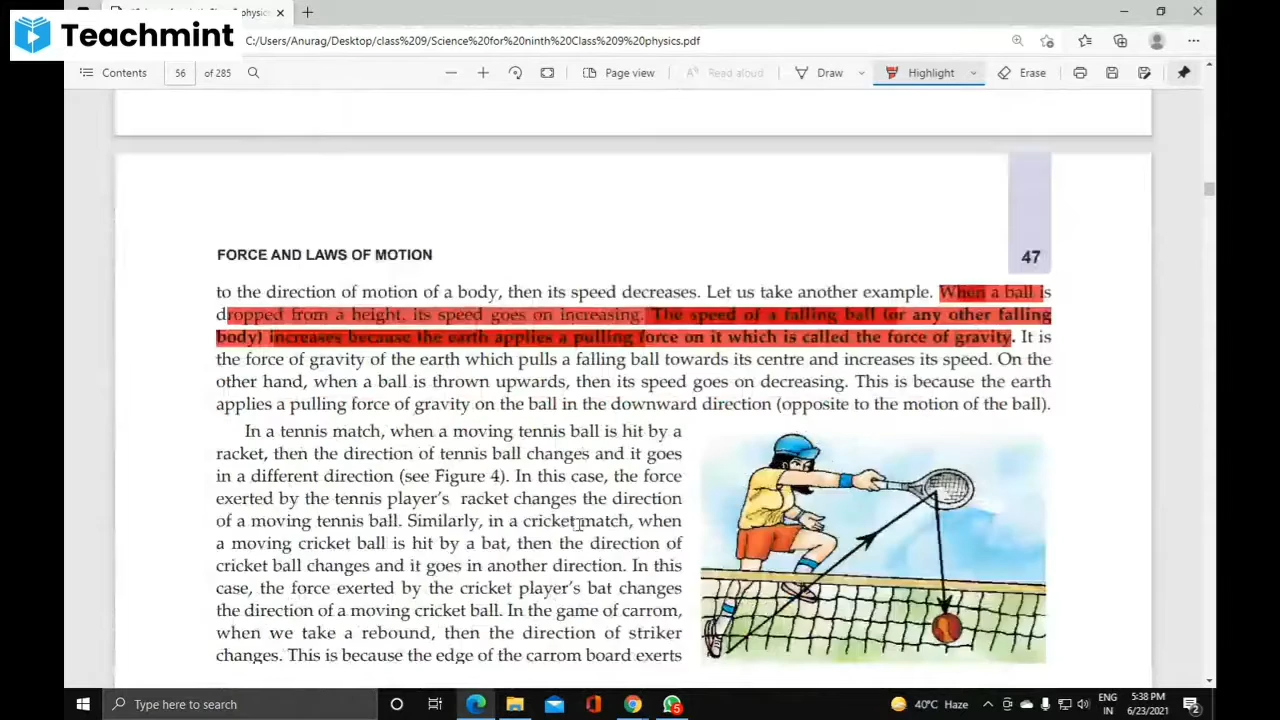 Teachmint
C:/Users/Anurag/Desktop/class%209/Science%20for%20ninth%20Class%209%20physics.pdf
Contents 56 of 285 Page view Read aloud Draw Highlight Erase
47
FORCE AND LAWS OF MOTION
to the direction of motion of a body, then its speed decreases. Let us take another example. When a ball is
dropped from a height, its speed goes on increasing. The speed of a falling ball (or any other falling
body) increases because the earth applies a pulling force on it which is called the force of gravity. It is
the force of gravity of the earth which pulls a falling ball towards its centre and increases its speed. On the
other hand, when a ball is thrown upwards, then its speed goes on decreasing. This is because the earth
applies a pulling force of gravity on the ball in the downward direction (opposite to the motion of the ball).
In a tennis match, when a moving tennis ball is hit by a
racket, then the direction of tennis ball changes and it goes
in a different direction (see Figure 4). In this case, the force
exerted by the tennis player's racket changes the direction
of a moving tennis ball. Similarly, in a cricket match, when
a moving cricket ball is hit by a bat, then the direction of
cricket ball changes and it goes in another direction. In this
case, the force exerted by the cricket player's bat changes
the direction of a moving cricket ball. In the game of carrom,
when we take a rebound, then the direction of striker
changes. This is because the edge of the carrom board exerts
Type here to search
5
40°C Haze
ENG
IN
5:38 PM
6/23/2021
2